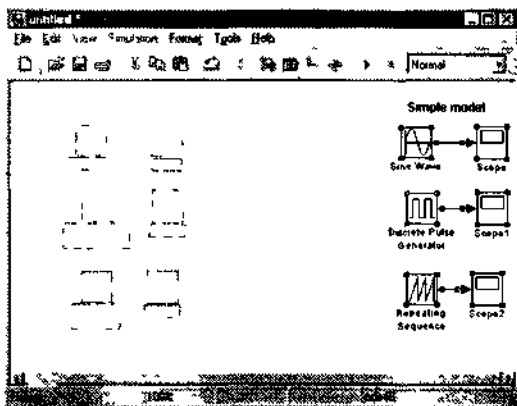 untitled *
File Edit View Simulation Format Tools Help
Normal
Simple model
Sine Wave Scope
Discrete Pulse Generator Scope1
Repeating Sequence Scope2
100%